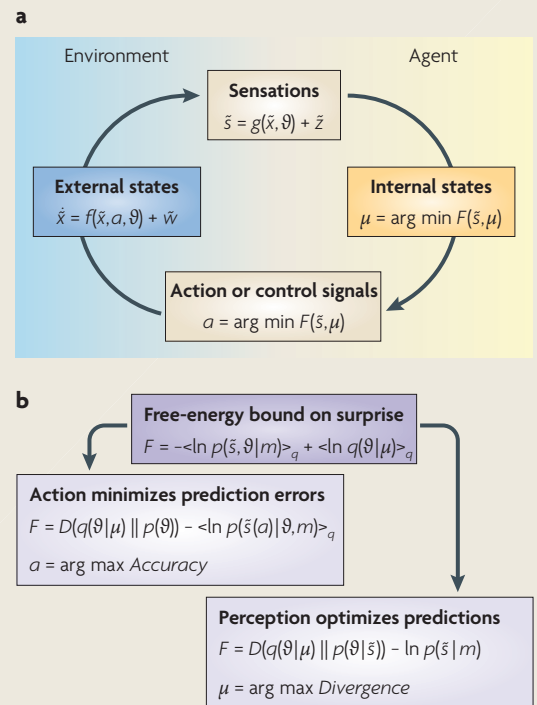 a
Environment
Agent
Sensations
s̃ = g(x̃,ϑ) + z̃
External states
ẋ̃ = f(x̃,a,ϑ) + w̃
Internal states
μ = arg min F(s̃,μ)
Action or control signals
a = arg min F(s̃,μ)
b
Free-energy bound on surprise
F = −<ln p(s̃,ϑ|m)>q + <ln q(ϑ|μ)>q
Action minimizes prediction errors
F = D(q(ϑ|μ) || p(ϑ)) − <ln p(s̃(a)|ϑ,m)>q
a = arg max Accuracy
Perception optimizes predictions
F = D(q(ϑ|μ) || p(ϑ|s̃)) − ln p(s̃|m)
μ = arg max Divergence